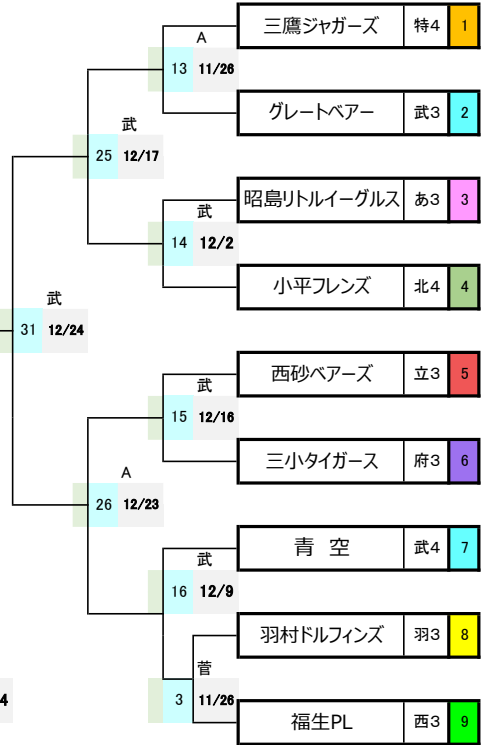 三鷹ジャガーズ 特4 1
A
13 11/26
グレートベアー 武3 2
武
25 12/17
昭島リトルイーグルス あ3 3
武
14 12/2
小平フレンズ 北4 4
武
31 12/24
西砂ベアーズ 立3 5
武
15 12/16
三小タイガース 府3 6
A
26 12/23
青 空 武4 7
武
16 12/9
羽村ドルフィンズ 羽3 8
菅
3 11/26
4
福生PL 西3 9